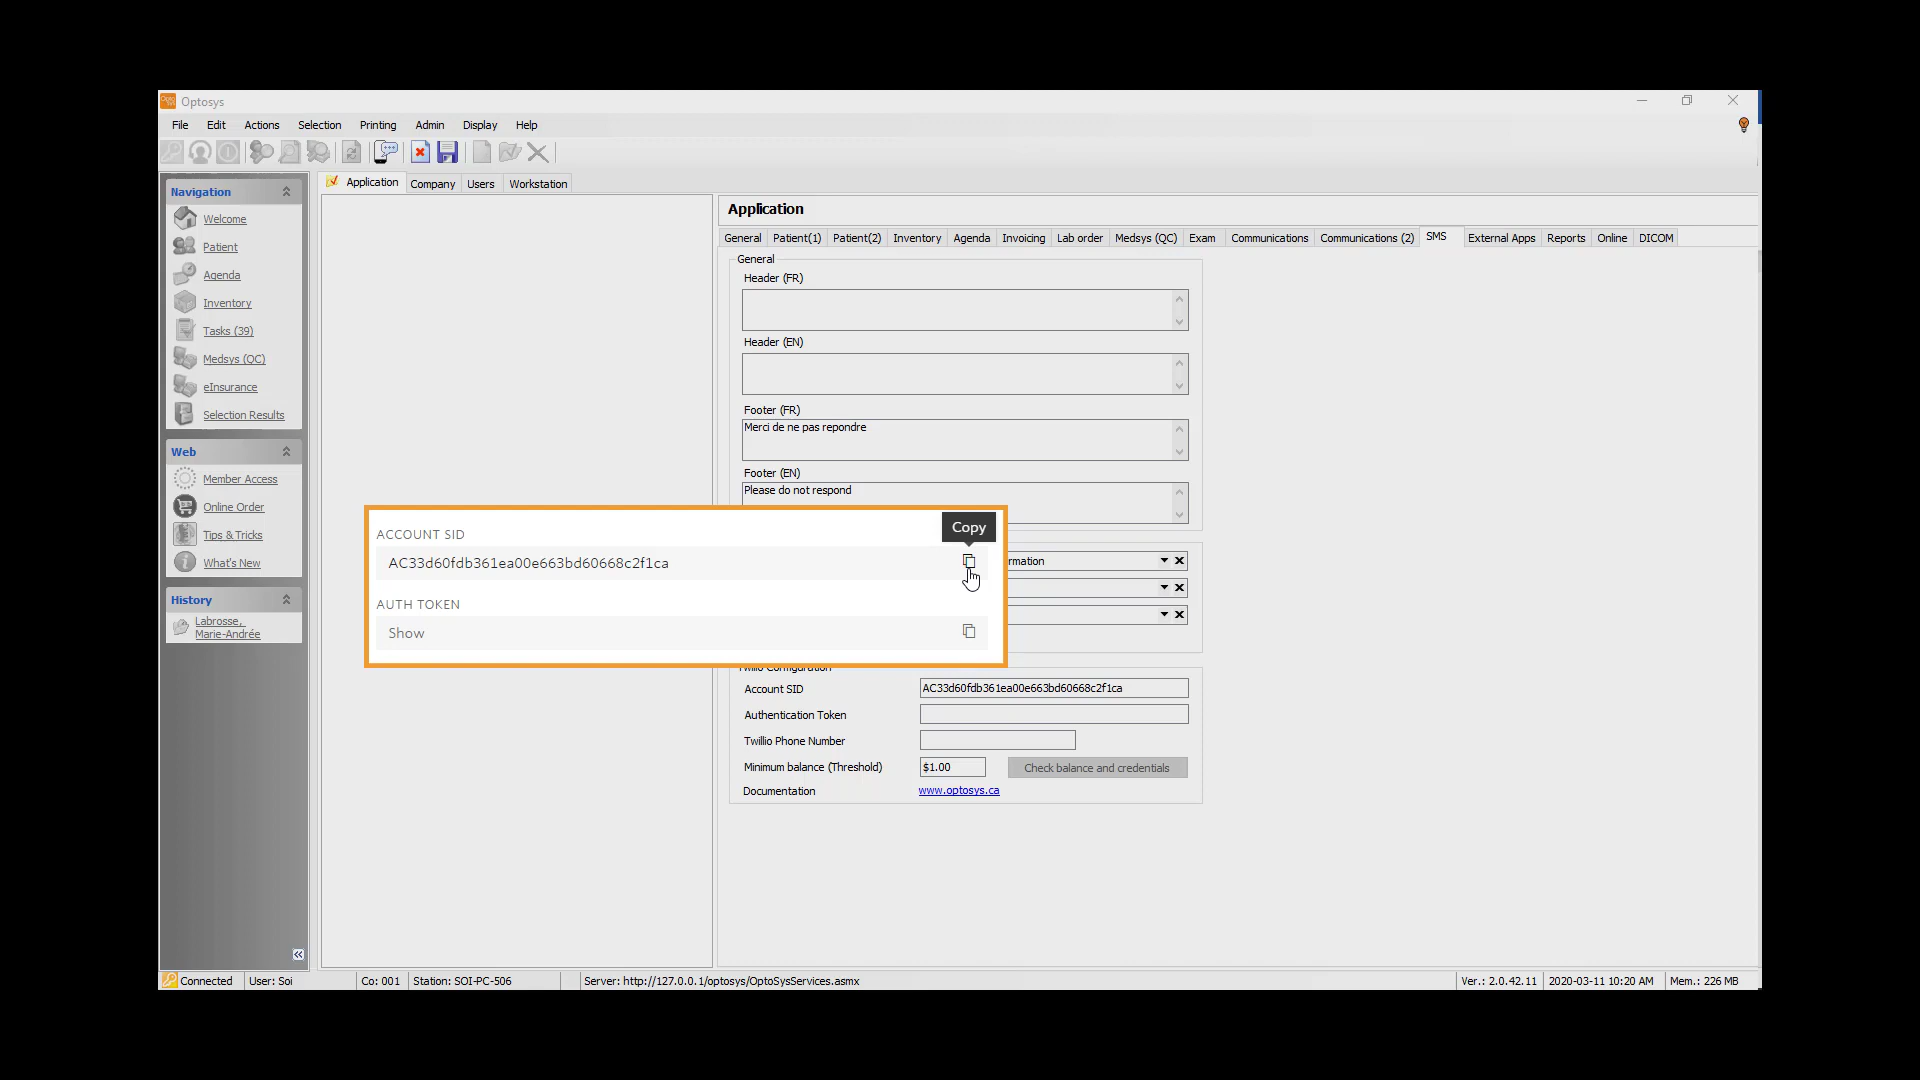 Optosys
File Edit Actions Selection Printing Admin Display Help
Application Company Users Workstation
Navigation
Welcome
Patient
Agenda
Inventory
Tasks (39)
Medsys (QC)
eInsurance
Selection Results
Web
Member Access
Online Order
Tips & Tricks
What's New
History
Labrosse,
Marie-Andrée
Application
General Patient(1) Patient(2) Inventory Agenda Invoicing Lab order Medsys (QC) Exam Communications Communications (2) SMS External Apps Reports Online DICOM
General
Header (FR)
Header (EN)
Footer (FR)
Merci de ne pas repondre
Footer (EN)
Please do not respond
Copy
ACCOUNT SID
AC33d60fdb361ea00e663bd60668c2f1ca
AUTH TOKEN
Show
rmation
Twilio Configuration
Account SID AC33d60fdb361ea00e663bd60668c2f1ca
Authentication Token
Twillio Phone Number
Minimum balance (Threshold) $1.00 Check balance and credentials
Documentation www.optosys.ca
Connected User: Soi Co: 001 Station: SOI-PC-506 Server: http://127.0.0.1/optosys/OptoSysServices.asmx Ver.: 2.0.42.11 2020-03-11 10:20 AM Mem.: 226 MB